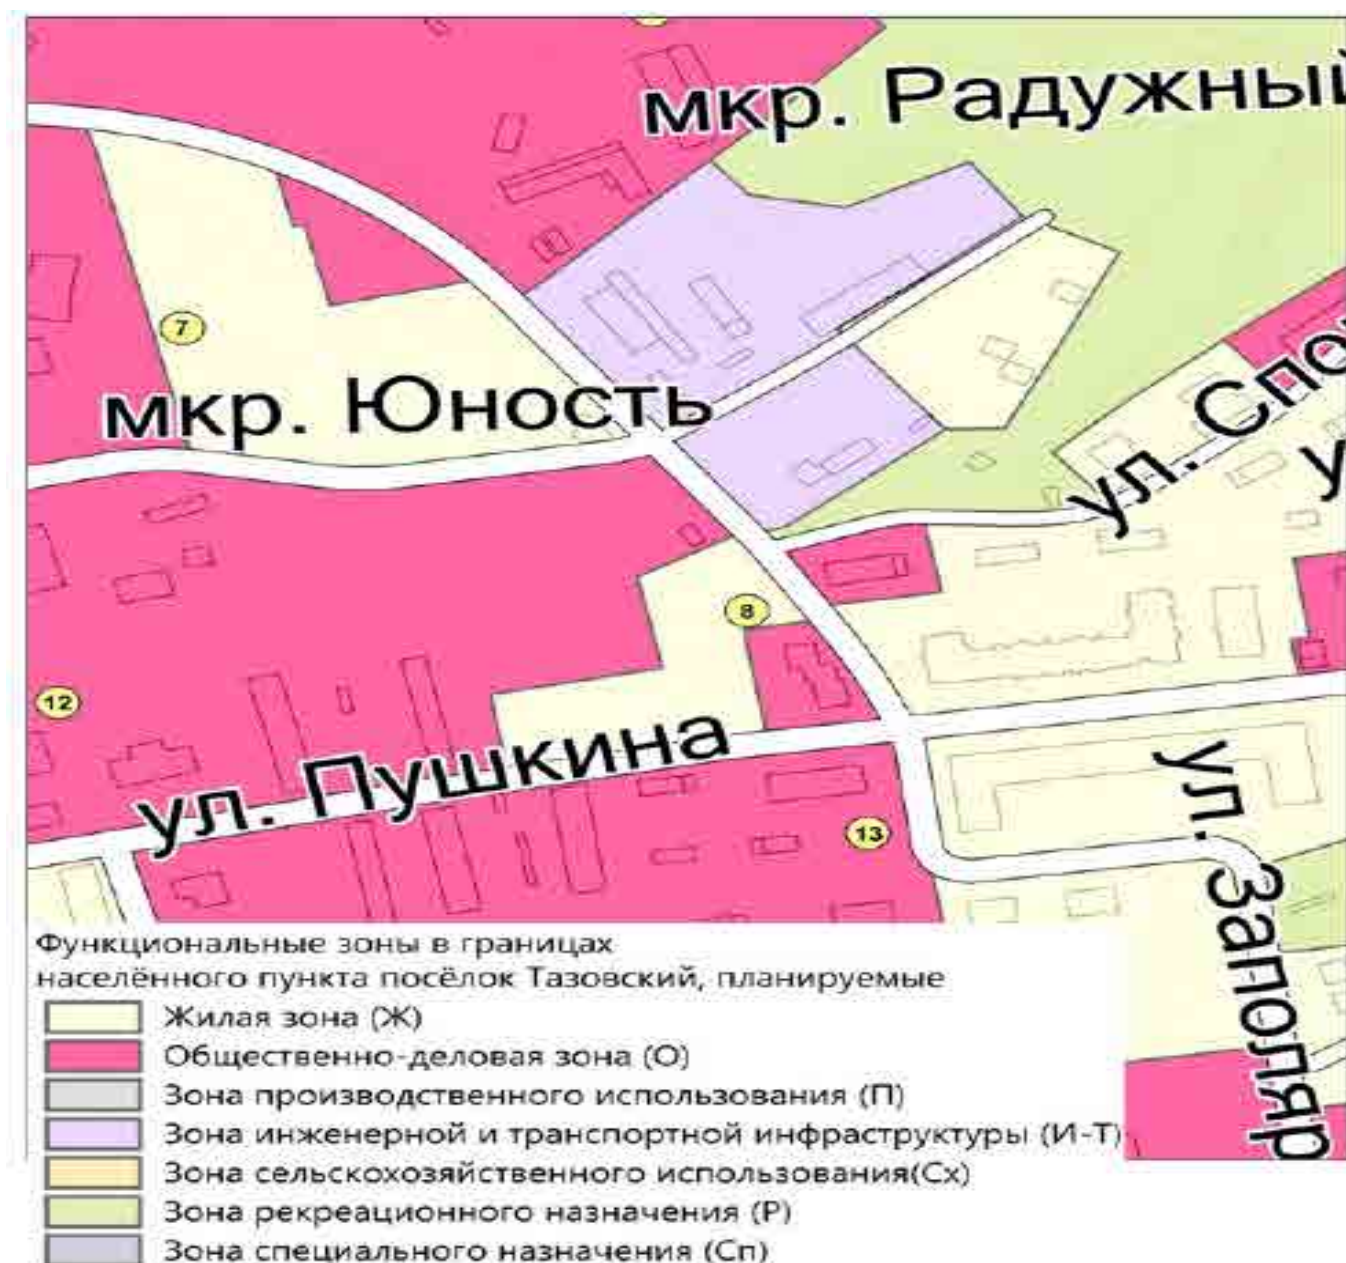 мкр. Радужный
7
мкр. Юность
ул. Спо
у
8
12
ул. Пушкина
13
ул. Заполяр
Функциональные зоны в границах
населённого пункта посёлок Тазовский, планируемые
Жилая зона (Ж)
Общественно-деловая зона (О)
Зона производственного использования (П)
Зона инженерной и транспортной инфраструктуры (И-Т)
Зона сельскохозяйственного использования(Сх)
Зона рекреационного назначения (Р)
Зона специального назначения (Сп)